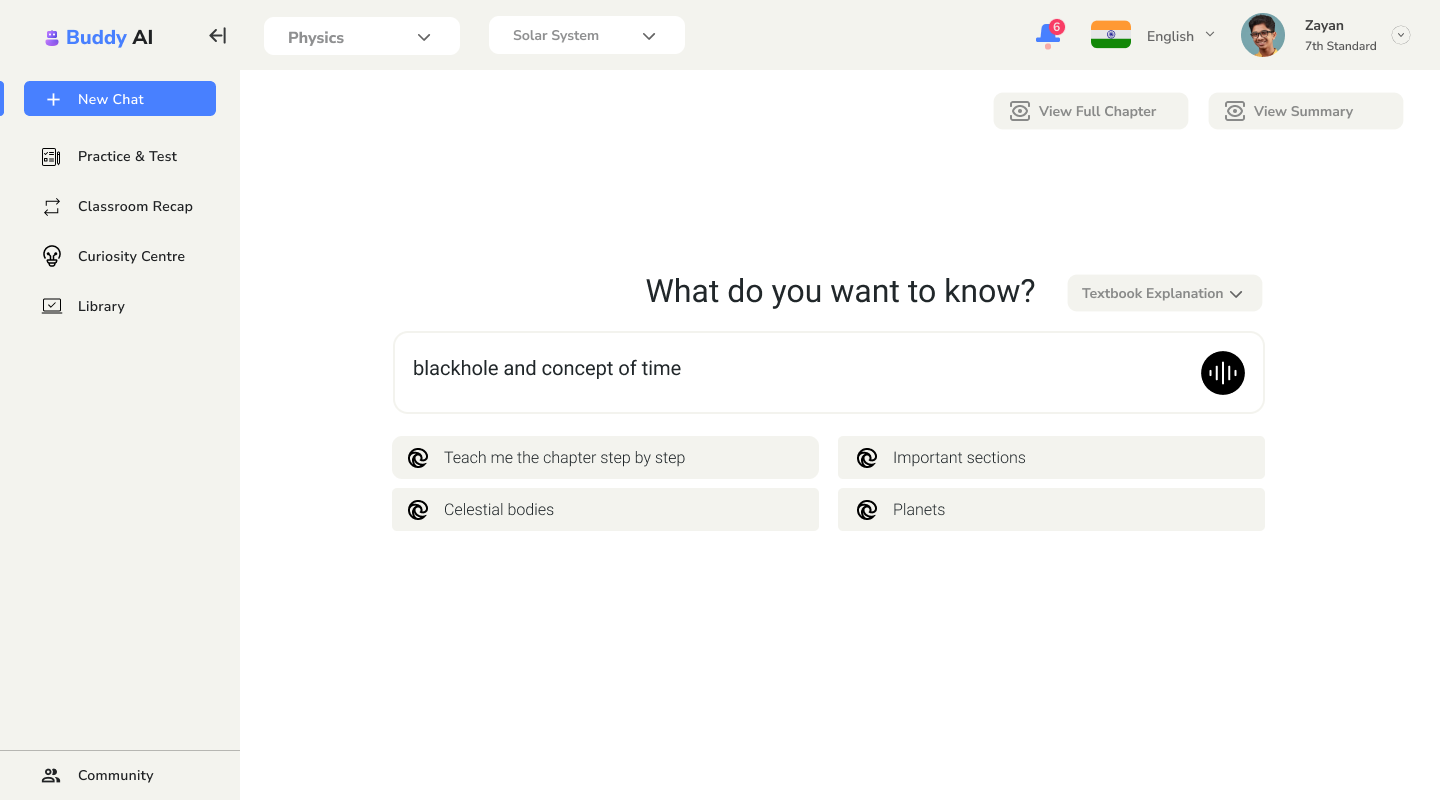 Buddy AI
Physics
Solar System
6
English
Zayan
7th Standard
New Chat
Practice & Test
Classroom Recap
Curiosity Centre
Library
Community
View Full Chapter
View Summary
What do you want to know?
Textbook Explanation
blackhole and concept of time
Teach me the chapter step by step
Important sections
Celestial bodies
Planets